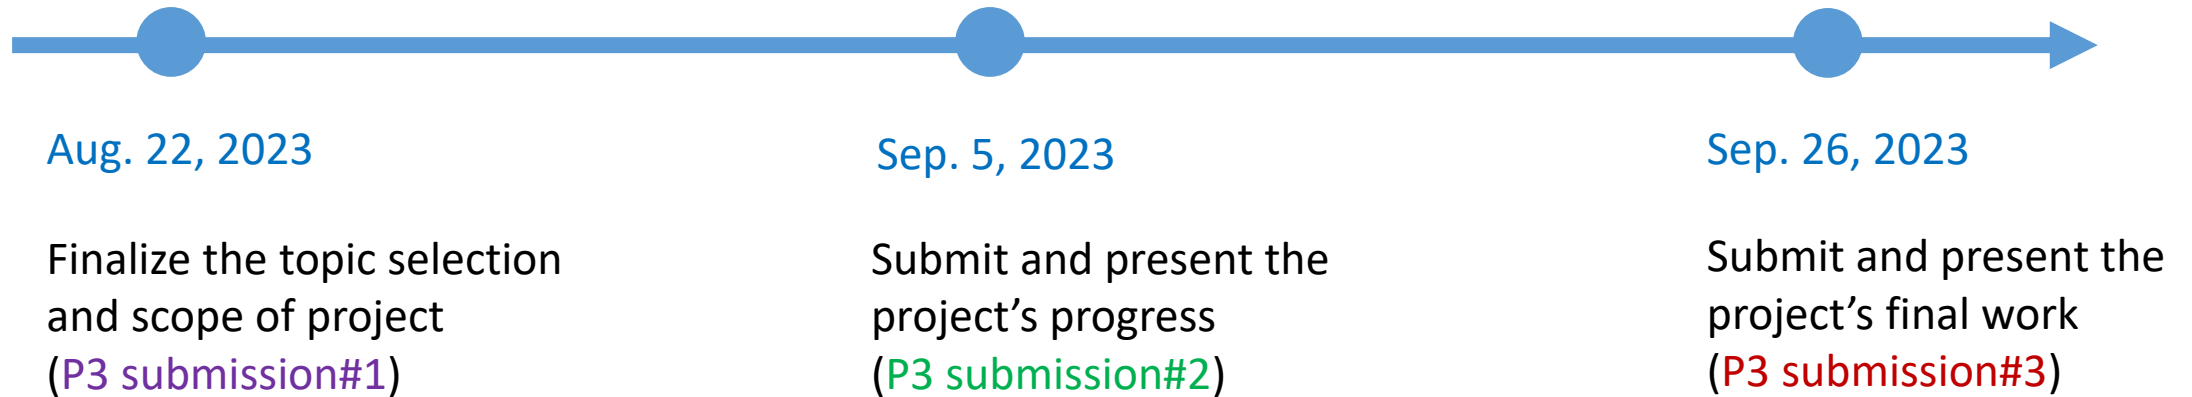 Aug. 22, 2023
Finalize the topic selection
and scope of project
(P3 submission#1)
Sep. 5, 2023
Submit and present the
project’s progress
(P3 submission#2)
Sep. 26, 2023
Submit and present the
project’s final work
(P3 submission#3)